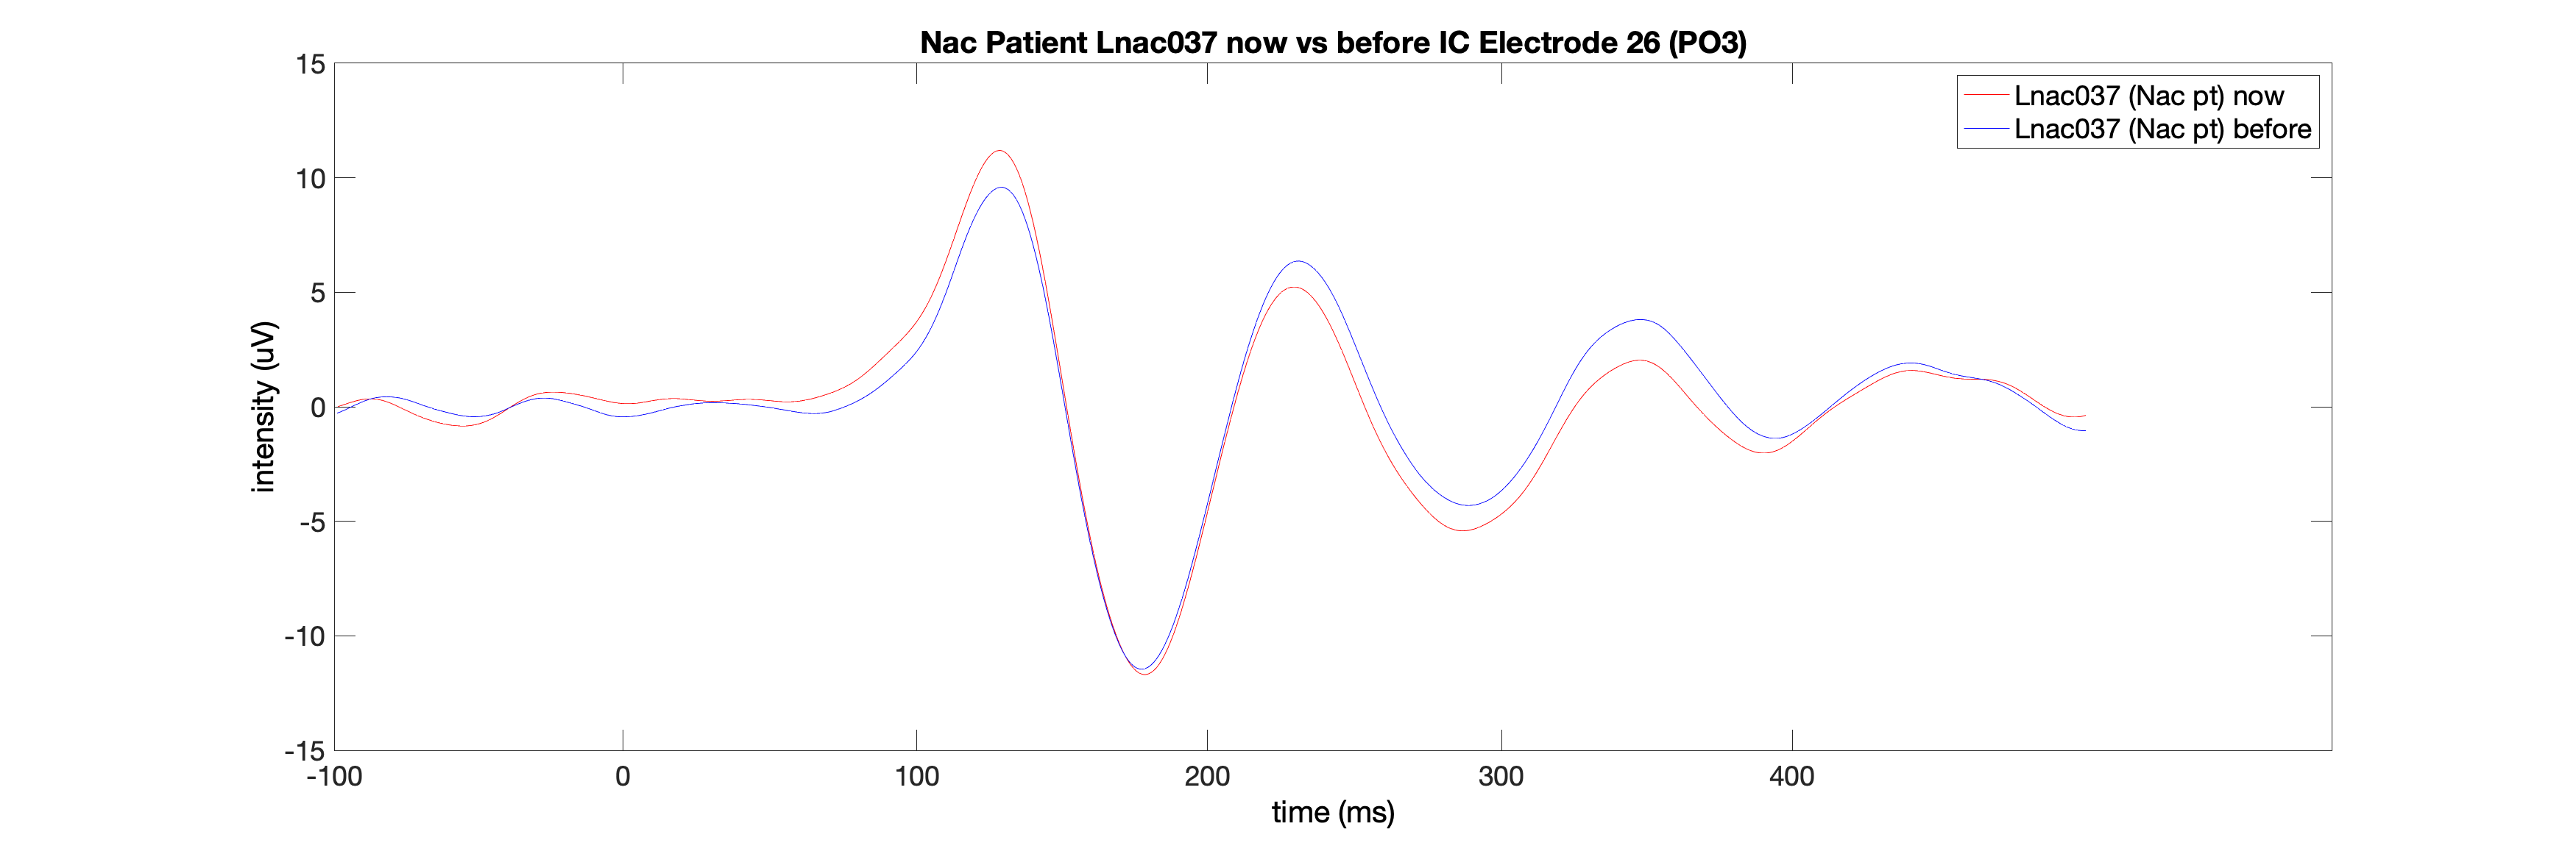 Nac Patient Lnac037 now vs before IC Electrode 26 (PO3)
Lnac037 (Nac pt) now
Lnac037 (Nac pt) before
intensity (uV)
15
10
5
0
-5
-10
-15
-100 0 100 200 300 400
time (ms)